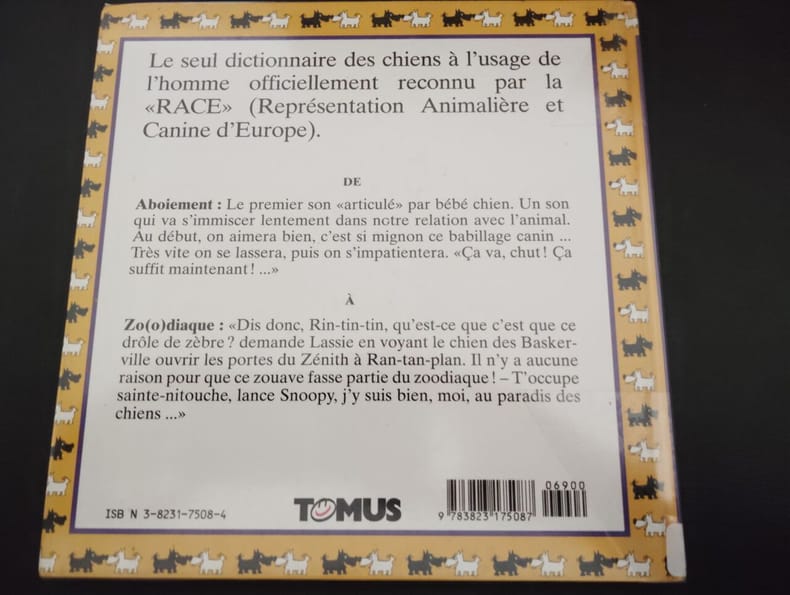 Le seul dictionnaire des chiens à l'usage de
l'homme officiellement reconnu par la
«RACE» (Représentation Animalière et
Canine d'Europe).
DE
Aboiement : Le premier son «articulé» par bébé chien. Un son
qui va s'immiscer lentement dans notre relation avec l'animal.
Au début, on aimera bien, c'est si mignon ce babillage canin ...
Très vite on se lassera, puis on s'impatientera. «Ça va, chut! Ça
suffit maintenant! ...»
À
Zo(o)diaque : «Dis donc, Rin-tin-tin, qu'est-ce que c'est que ce
drôle de zèbre? demande Lassie en voyant le chien des Basker-
ville ouvrir les portes du Zénith à Ran-tan-plan. Il n'y a aucune
raison pour que ce zouave fasse partie du zoodiaque! – T'occupe
sainte-nitouche, lance Snoopy, j'y suis bien, moi, au paradis des
chiens ...»
ISB N 3-8231-7508-4
TOMUS
9 783823 175087
06900